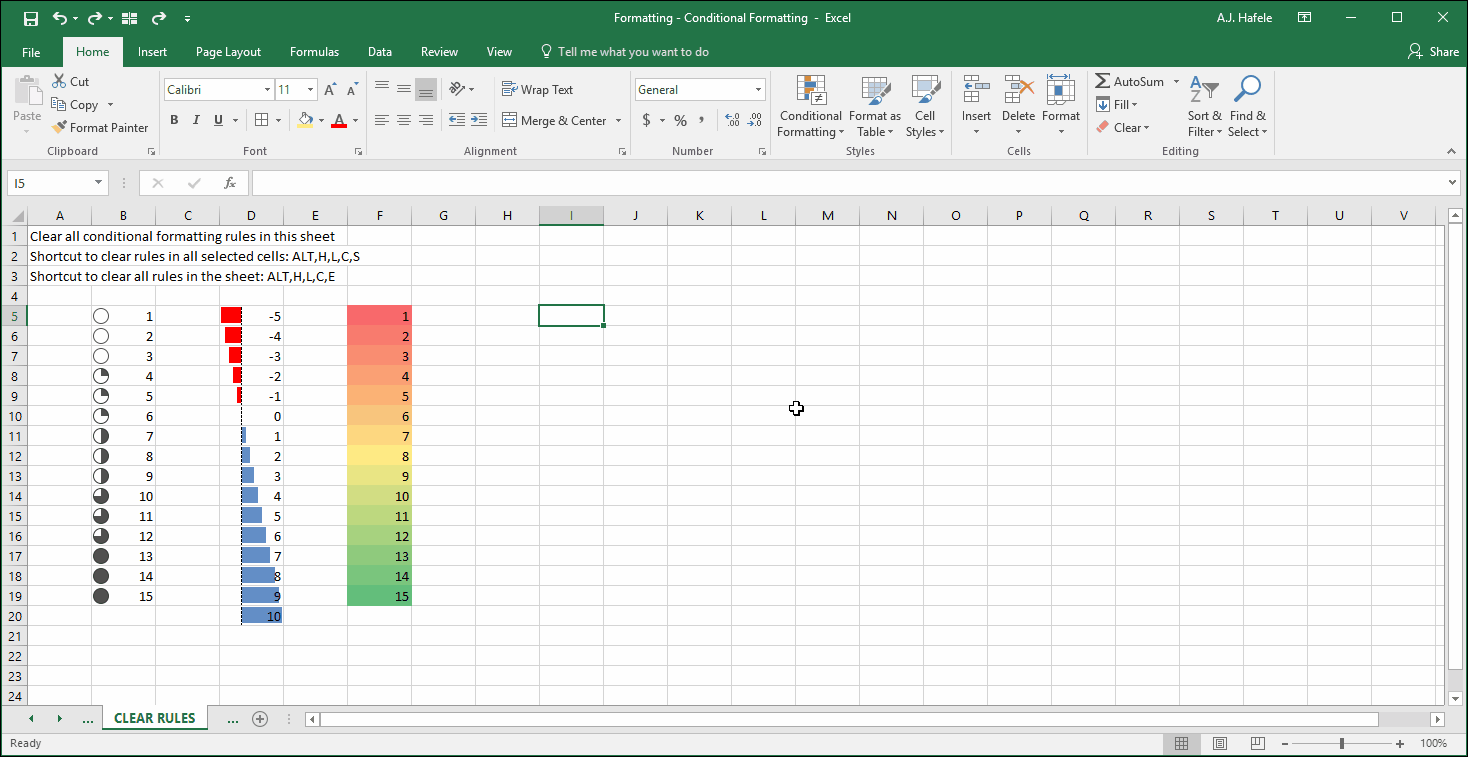 Formatting - Conditional Formatting - Excel
A.J. Hafele
File Home Insert Page Layout Formulas Data Review View Tell me what you want to do Share
Paste
Cut
Copy
Format Painter
Clipboard
Calibri 11 A A
B I U A
Font
Wrap Text
Merge & Center
Alignment
General
$ % , .0 .00 .00 .0
Number
Conditional Formatting
Format as Table
Cell Styles
Styles
Insert Delete Format
Cells
AutoSum
Fill
Clear
A Z
Sort & Filter
Find & Select
Editing
I5 fx
A B C D E F G H I J K L M N O P Q R S T U V
1 Clear all conditional formatting rules in this sheet
2 Shortcut to clear rules in all selected cells: ALT,H,L,C,S
3 Shortcut to clear all rules in the sheet: ALT,H,L,C,E
4
5 1 -5 1
6 2 -4 2
7 3 -3 3
8 4 -2 4
9 5 -1 5
10 6 0 6
11 7 1 7
12 8 2 8
13 9 3 9
14 10 4 10
15 11 5 11
16 12 6 12
17 13 7 13
18 14 8 14
19 15 9 15
20 10
21
22
23
24
... CLEAR RULES ...
Ready
100%